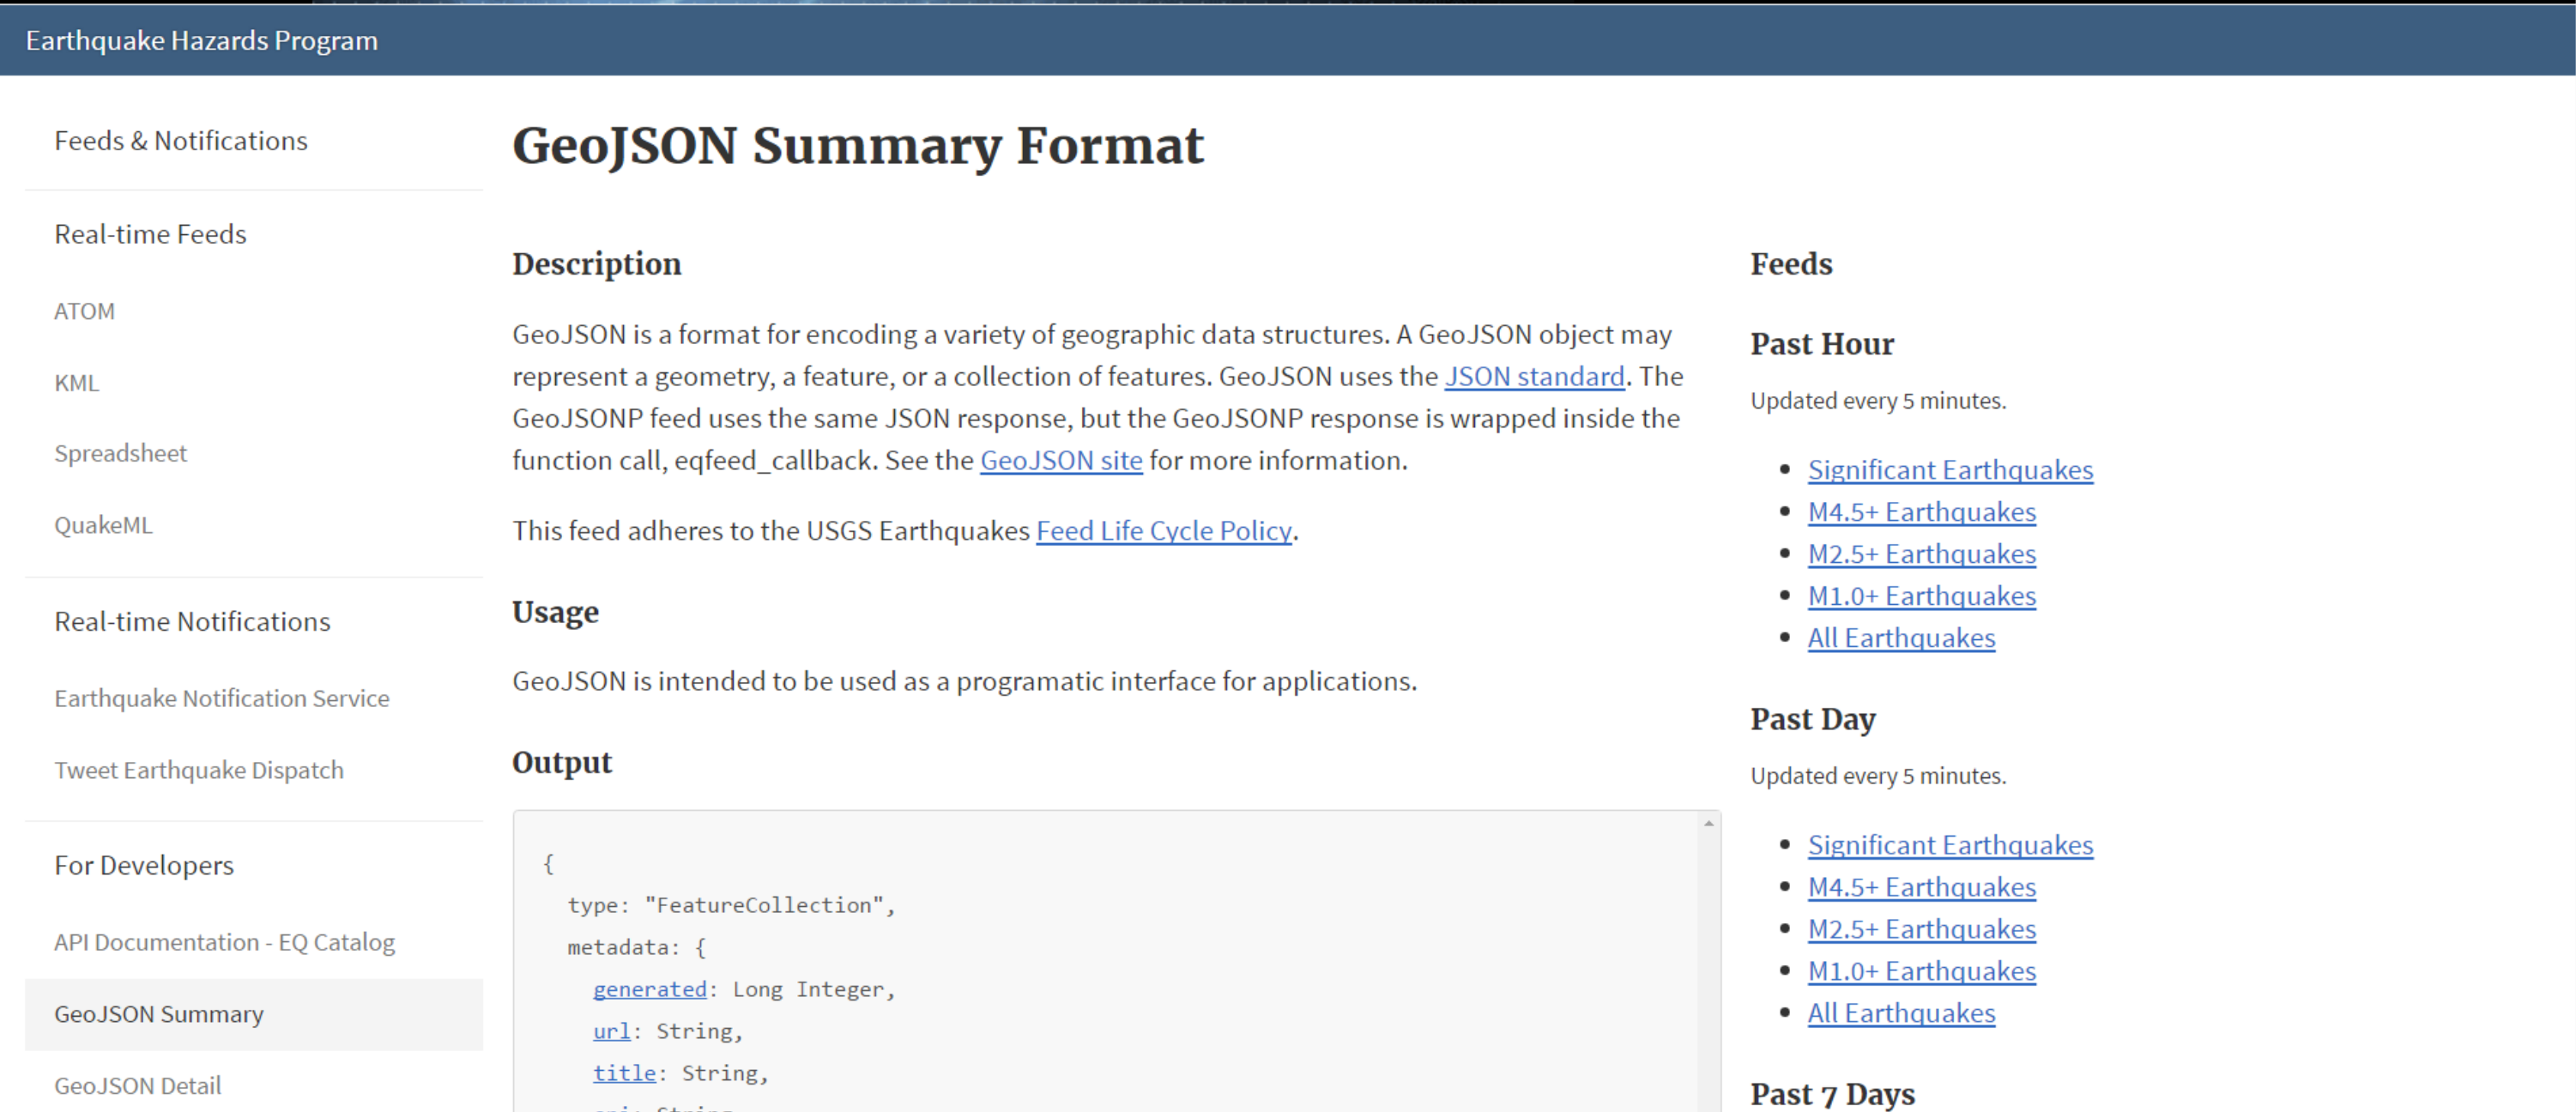 Earthquake Hazards Program
Feeds & Notifications
Real-time Feeds
ATOM
KML
Spreadsheet
QuakeML
Real-time Notifications
Earthquake Notification Service
Tweet Earthquake Dispatch
For Developers
API Documentation - EQ Catalog
GeoJSON Summary
GeoJSON Detail
GeoJSON Summary Format
Description
GeoJSON is a format for encoding a variety of geographic data structures. A GeoJSON object may
represent a geometry, a feature, or a collection of features. GeoJSON uses the JSON standard. The
GeoJSONP feed uses the same JSON response, but the GeoJSONP response is wrapped inside the
function call, eqfeed_callback. See the GeoJSON site for more information.
This feed adheres to the USGS Earthquakes Feed Life Cycle Policy.
Usage
GeoJSON is intended to be used as a programatic interface for applications.
Output
{
type: "FeatureCollection",
metadata: {
generated: Long Integer,
url: String,
title: String,
Feeds
Past Hour
Updated every 5 minutes.
Significant Earthquakes
M4.5+ Earthquakes
M2.5+ Earthquakes
M1.0+ Earthquakes
All Earthquakes
Past Day
Updated every 5 minutes.
Significant Earthquakes
M4.5+ Earthquakes
M2.5+ Earthquakes
M1.0+ Earthquakes
All Earthquakes
Past 7 Days